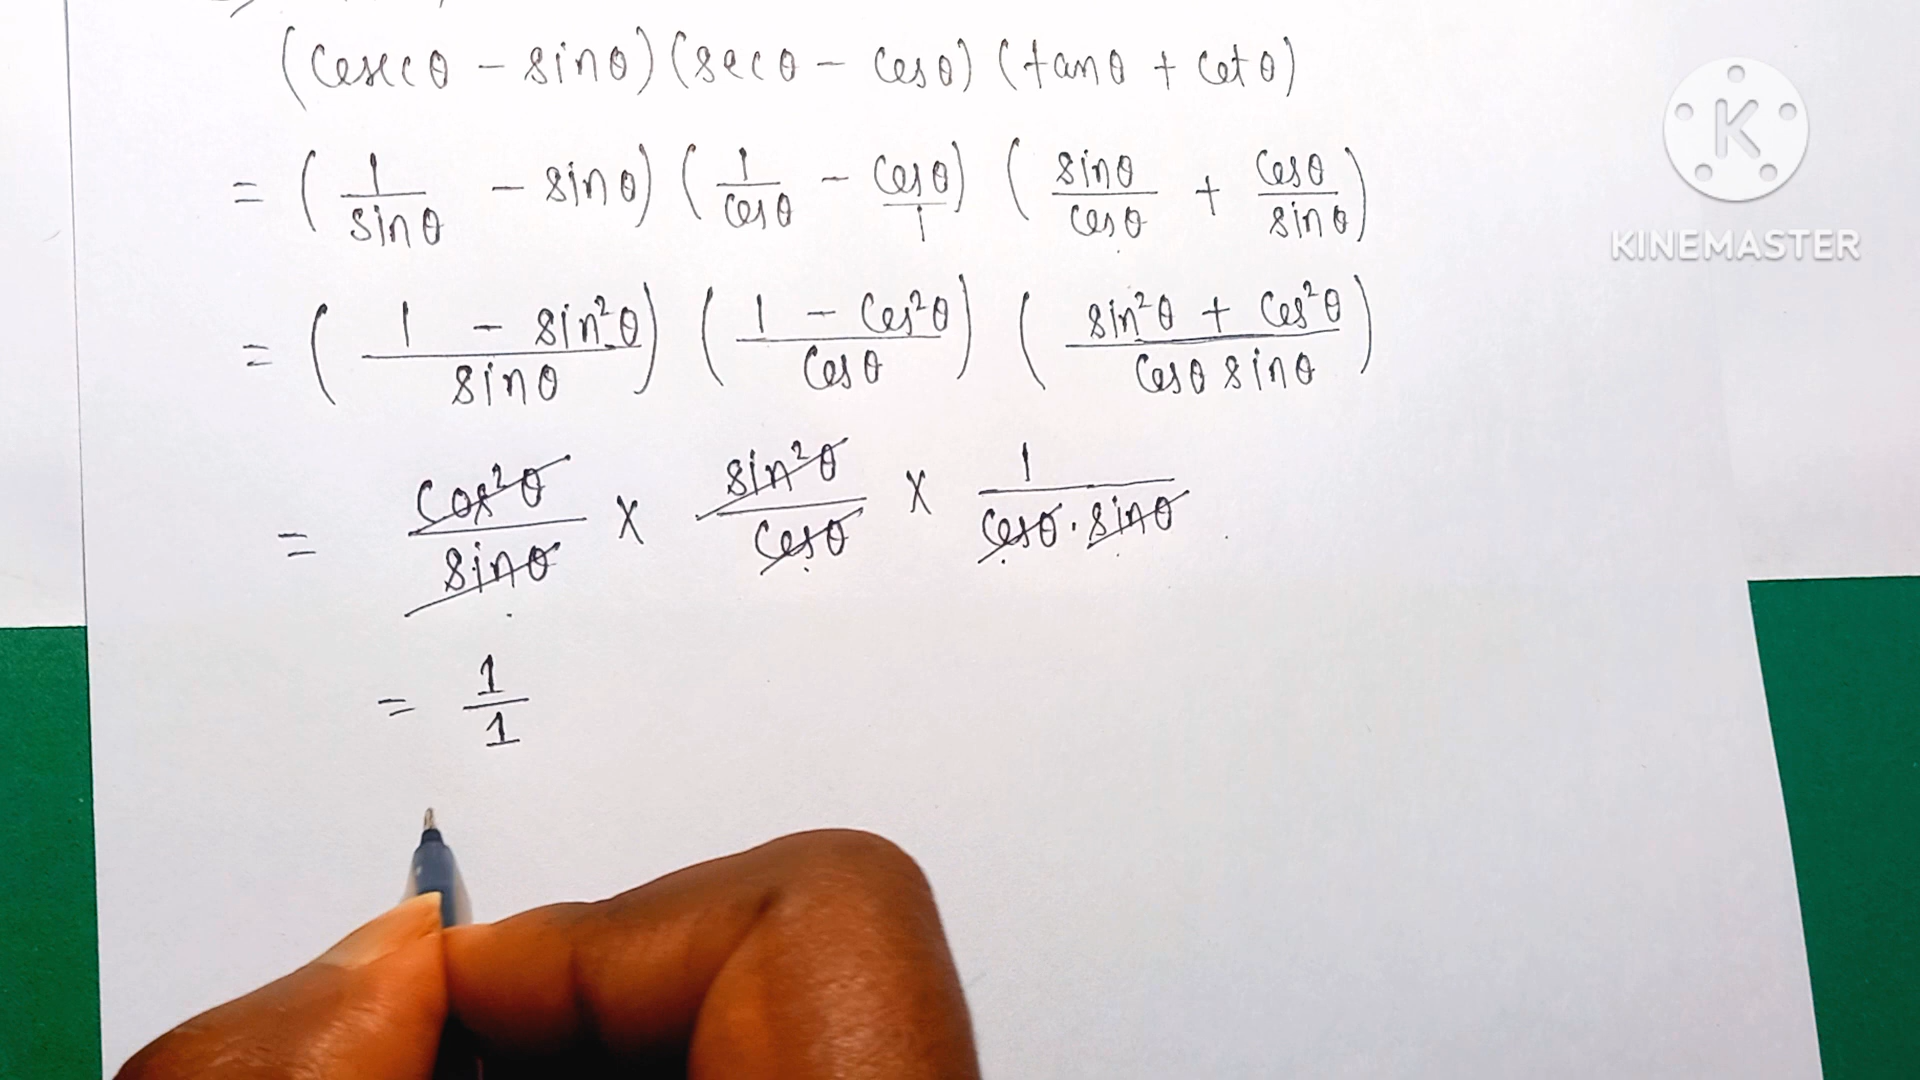 (cosecθ - sinθ) (secθ - cosθ) (tanθ + cotθ)
= (1/sinθ - sinθ) (1/cosθ - cosθ/1) (sinθ/cosθ + cosθ/sinθ)
= (1 - sin²θ/sinθ) (1 - cos²θ/cosθ) (sin²θ + cos²θ/cosθ sinθ)
= cos²θ/sinθ × sin²θ/cosθ × 1/cosθ·sinθ
= 1/1
K
KINEMASTER